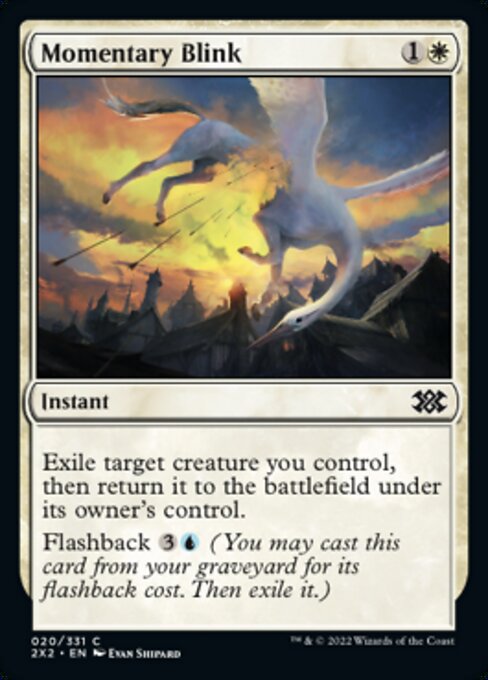 Momentary Blink 1
Instant
Exile target creature you control,
then return it to the battlefield under
its owner's control.
Flashback 3 (You may cast this
card from your graveyard for its
flashback cost. Then exile it.)
020/331 C
2X2 • EN Evan Shipard
™ & © 2022 Wizards of the Coast